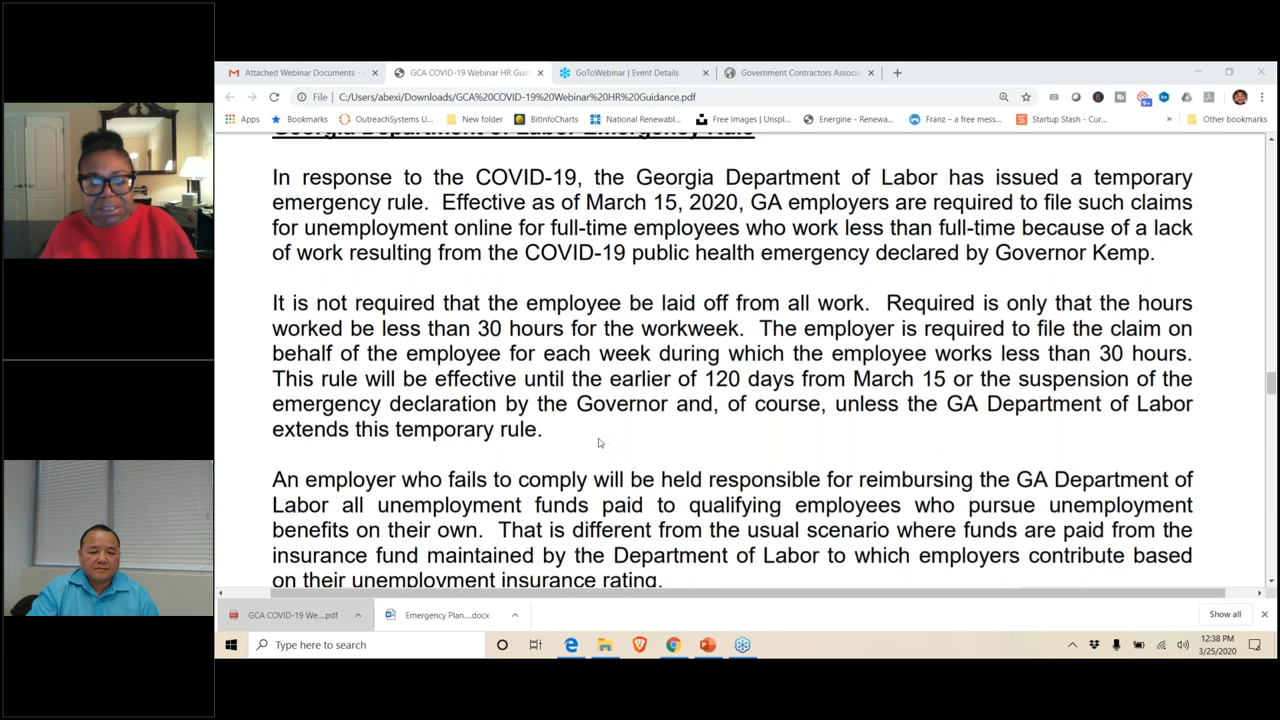 Attached Webinar Documents -
GCA COVID-19 Webinar HR Guid
GoToWebinar | Event Details
Government Contractors Associa
File
C:/Users/abexi/Downloads/GCA%20COVID-19%20Webinar%20HR%20Guidance.pdf
Apps
OutreachSystems U...
New folder
BitInfoCharts
National Renewabl...
Free Images | Unspl...
Energine - Renewa...
Franz – a free mess...
Startup Stash - Cur...
»
Other bookmarks
Georgia Department of Labor Emergency Rule
In response to the COVID-19, the Georgia Department of Labor has issued a temporary
emergency rule. Effective as of March 15, 2020, GA employers are required to file such claims
for unemployment online for full-time employees who work less than full-time because of a lack
of work resulting from the COVID-19 public health emergency declared by Governor Kemp.
It is not required that the employee be laid off from all work. Required is only that the hours
worked be less than 30 hours for the workweek. The employer is required to file the claim on
behalf of the employee for each week during which the employee works less than 30 hours.
This rule will be effective until the earlier of 120 days from March 15 or the suspension of the
emergency declaration by the Governor and, of course, unless the GA Department of Labor
extends this temporary rule.
An employer who fails to comply will be held responsible for reimbursing the GA Department of
Labor all unemployment funds paid to qualifying employees who pursue unemployment
benefits on their own. That is different from the usual scenario where funds are paid from the
insurance fund maintained by the Department of Labor to which employers contribute based
on their unemployment insurance rating.
GCA COVID-19 We....pdf
Emergency Plan....docx
Show all
Type here to search
12:38 PM
3/25/2020